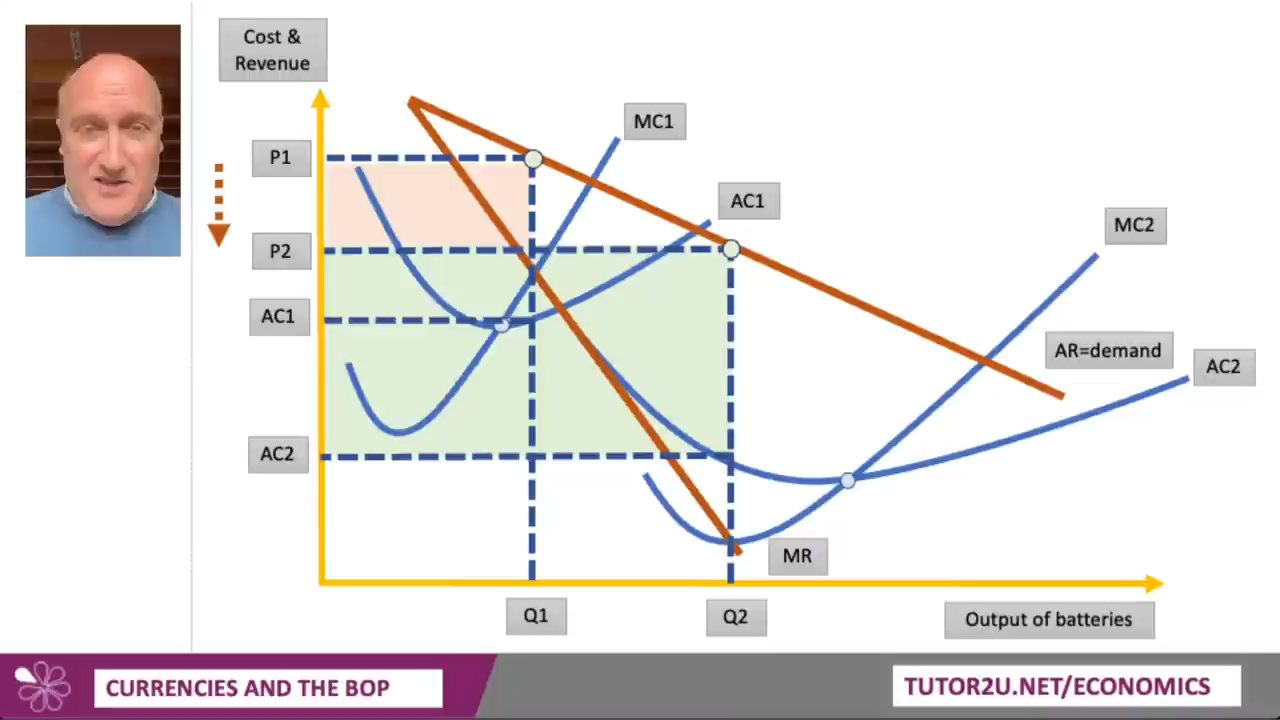 Cost &
Revenue
MC1
P1
AC1
MC2
P2
AC1
AR=demand
AC2
AC2
MR
Q1
Q2
Output of batteries
CURRENCIES AND THE BOP
TUTOR2U.NET/ECONOMICS